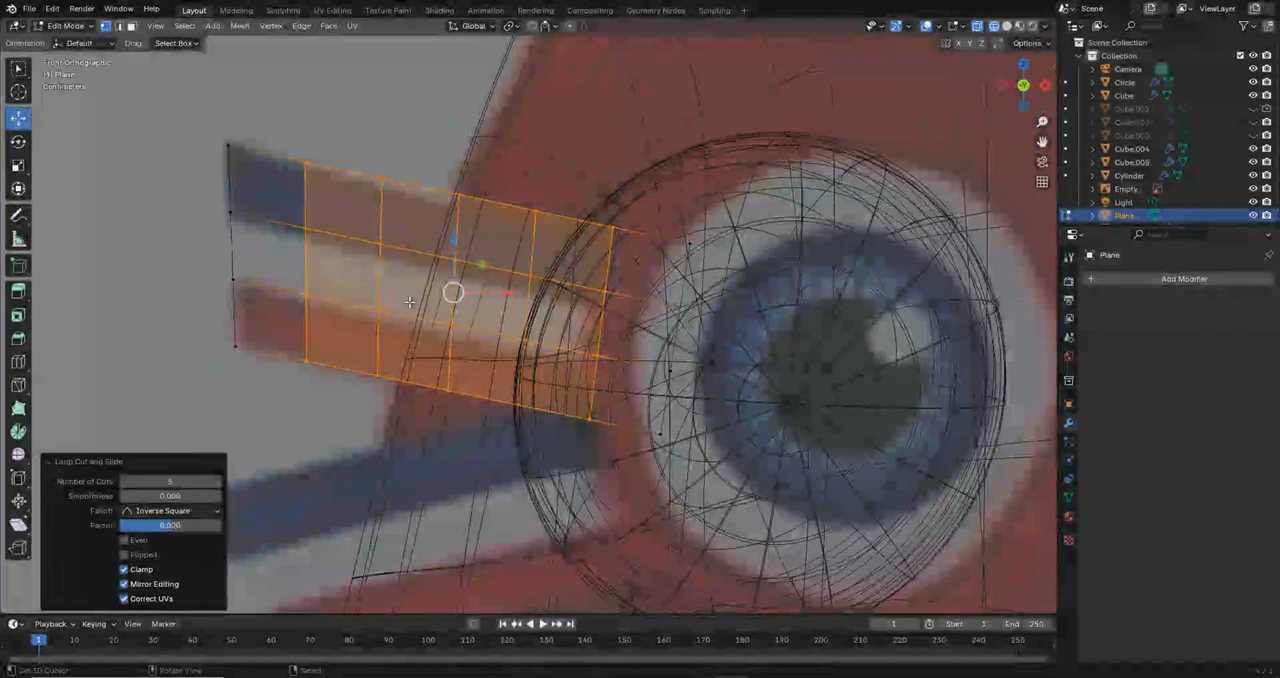 File Edit Render Window Help Layout Modeling Sculpting UV Editing Texture Paint Shading Animation Rendering Compositing Geometry Nodes Scripting + Scene ViewLayer
Edit Mode View Select Add Mesh Vertex Edge Face UV Global
Orientation Default Drag Select Box X Y Z Options
Front Orthographic
Plane
Centimeters
Scene Collection
Collection
Camera
Circle
Cube
Cube.004
Cylinder
Empty
Light
Plane
Search
Plane
+ Add Modifier
Loop Cut and Slide
Number of Cuts 5
Smoothness 0.000
Falloff Inverse Square
Factor 0.000
Even
Flipped
Clamp
Mirror Editing
Correct UVs
Playback Keying View Marker 1 Start 1 End 250
1 10 20 30 40 50 60 70 80 90 100 110 120 130 140 150 160 170 180 190 200 210 220 230 240 250
Set 3D Cursor Rotate View Select